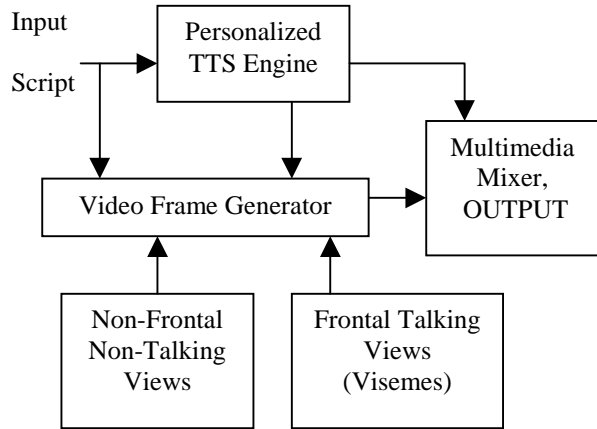 Input
Script
Personalized
TTS Engine
Multimedia
Mixer,
OUTPUT
Video Frame Generator
Non-Frontal
Non-Talking
Views
Frontal Talking
Views
(Visemes)